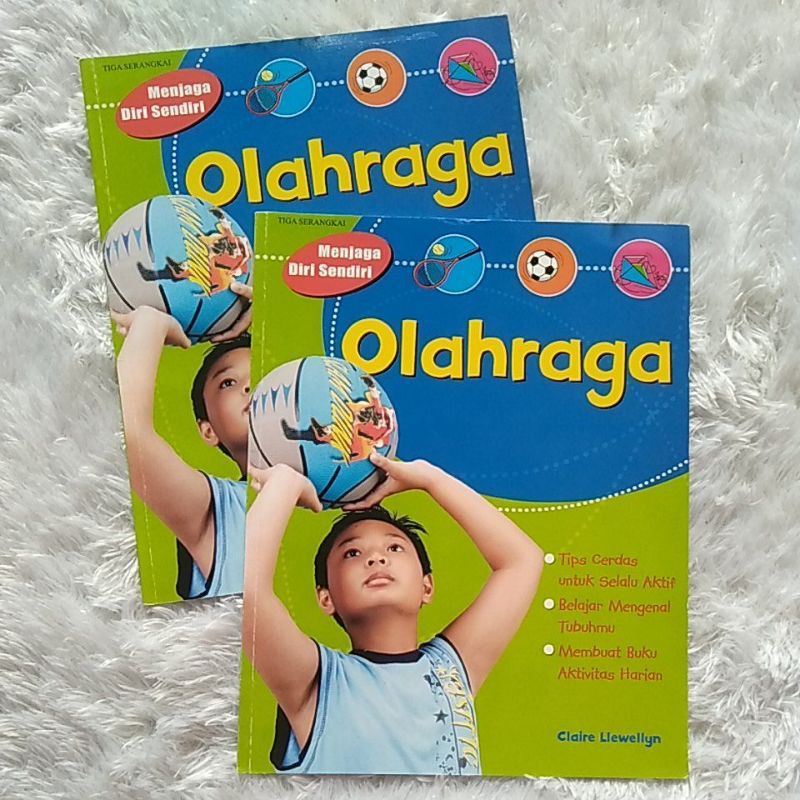 TIGA SERANGKAI
Menjaga
Diri Sendiri
Olahraga
TIGA SERANGKAI
Menjaga
Diri Sendiri
Olahraga
Tips Cerdas
untuk Selalu Aktif
Belajar Mengenal
Tubuhmu
Membuat Buku
Aktivitas Harian
Claire Llewellyn